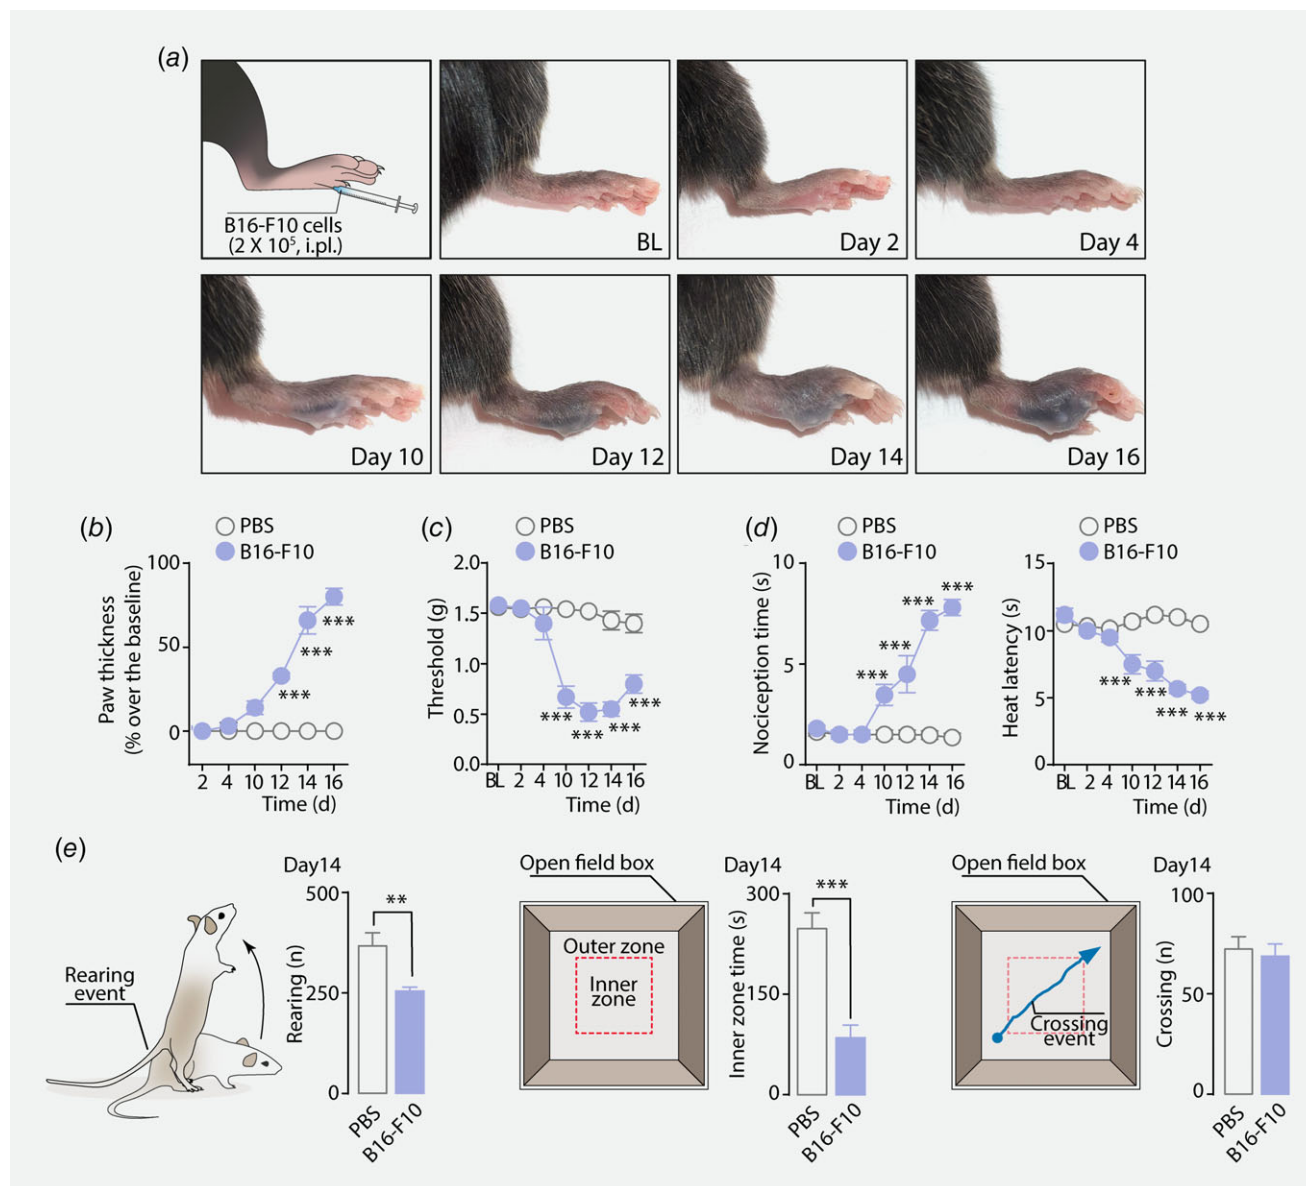 (a)
B16-F10 cells
(2 X 10⁵, i.pl.)
BL
Day 2
Day 4
Day 10
Day 12
Day 14
Day 16
(b)
PBS
B16-F10
Paw thickness
(% over the baseline)
100
50
0
***
***
***
2 4 10 12 14 16
Time (d)
(c)
PBS
B16-F10
Threshold (g)
2.0
1.5
1.0
0.5
0.0
***
***
***
***
BL 2 4 10 12 14 16
Time (d)
(d)
PBS
B16-F10
Nociception time (s)
10
5
0
***
***
***
***
BL 2 4 10 12 14 16
Time (d)
PBS
B16-F10
Heat latency (s)
15
10
5
0
***
***
***
***
BL 2 4 10 12 14 16
Time (d)
(e)
Rearing
event
Day14
Rearing (n)
500
250
0
**
PBS
B16-F10
Open field box
Outer zone
Inner
zone
Day14
Inner zone time (s)
300
150
0
***
PBS
B16-F10
Open field box
Crossing
event
Day14
Crossing (n)
100
50
0
PBS
B16-F10